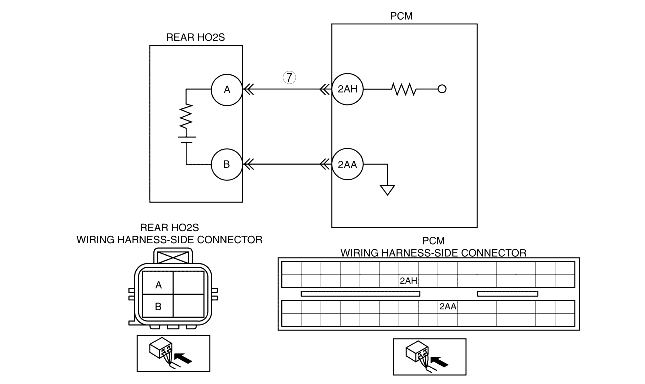 PCM
REAR HO2S
A
7
2AH
B
2AA
REAR HO2S
WIRING HARNESS-SIDE CONNECTOR
A
B
PCM
WIRING HARNESS-SIDE CONNECTOR
2AH
2AA